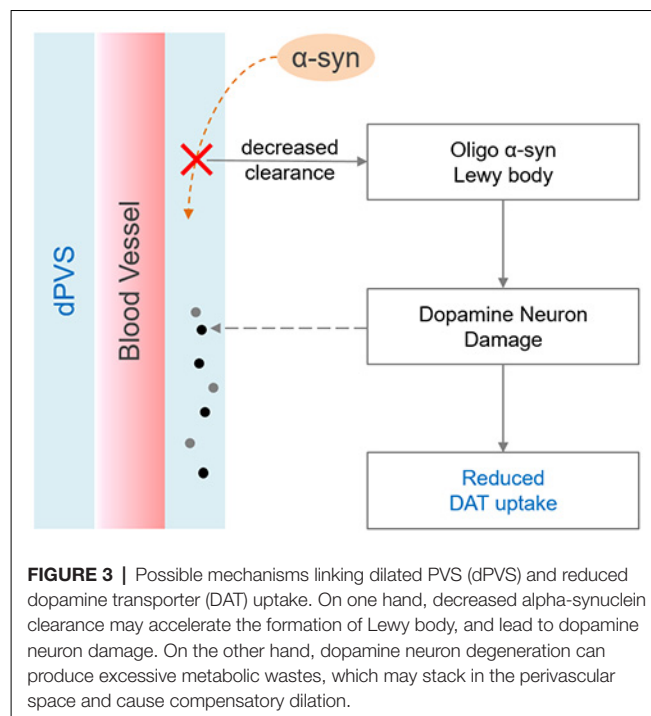 α-syn
dPVS
Blood Vessel
decreased
clearance
Oligo α-syn
Lewy body
Dopamine Neuron
Damage
Reduced
DAT uptake
FIGURE 3 | Possible mechanisms linking dilated PVS (dPVS) and reduced
dopamine transporter (DAT) uptake. On one hand, decreased alpha-synuclein
clearance may accelerate the formation of Lewy body, and lead to dopamine
neuron damage. On the other hand, dopamine neuron degeneration can
produce excessive metabolic wastes, which may stack in the perivascular
space and cause compensatory dilation.